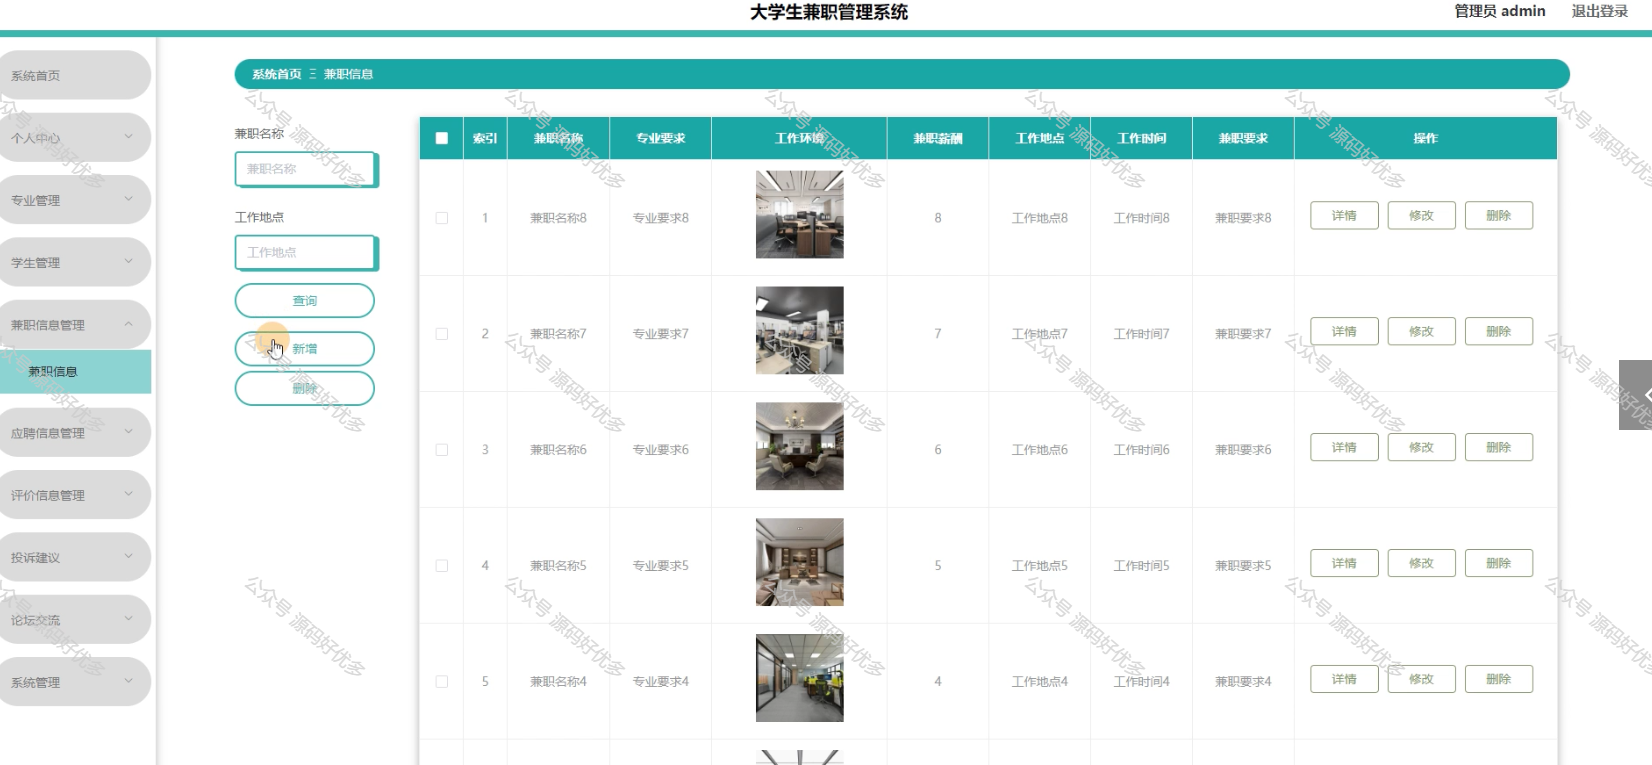 大学生兼职管理系统
管理员 admin 退出登录
系统首页
个人中心
专业管理
学生管理
兼职信息管理
兼职信息
应聘信息管理
评价信息管理
投诉建议
论坛交流
系统管理
系统首页 Ξ 兼职信息
兼职名称
兼职名称
工作地点
工作地点
查询
新增
删除
索引 兼职名称 专业要求 工作环境 兼职薪酬 工作地点 工作时间 兼职要求 操作
1 兼职名称8 专业要求8 8 工作地点8 工作时间8 兼职要求8 详情 修改 删除
2 兼职名称7 专业要求7 7 工作地点7 工作时间7 兼职要求7 详情 修改 删除
3 兼职名称6 专业要求6 6 工作地点6 工作时间6 兼职要求6 详情 修改 删除
4 兼职名称5 专业要求5 5 工作地点5 工作时间5 兼职要求5 详情 修改 删除
5 兼职名称4 专业要求4 4 工作地点4 工作时间4 兼职要求4 详情 修改 删除
公众号 源码好优多